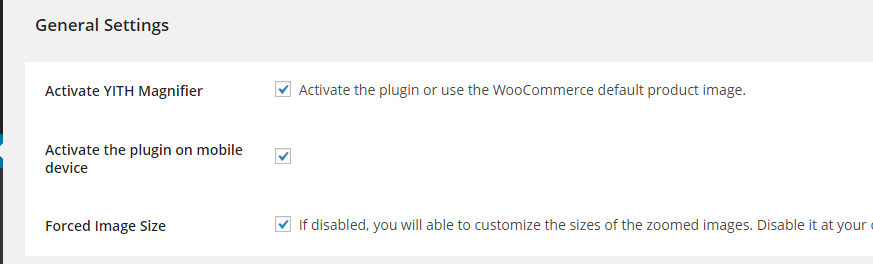 General Settings
Activate YITH Magnifier
Activate the plugin or use the WooCommerce default product image.
Activate the plugin on mobile
device
Forced Image Size
If disabled, you will able to customize the sizes of the zoomed images. Disable it at your